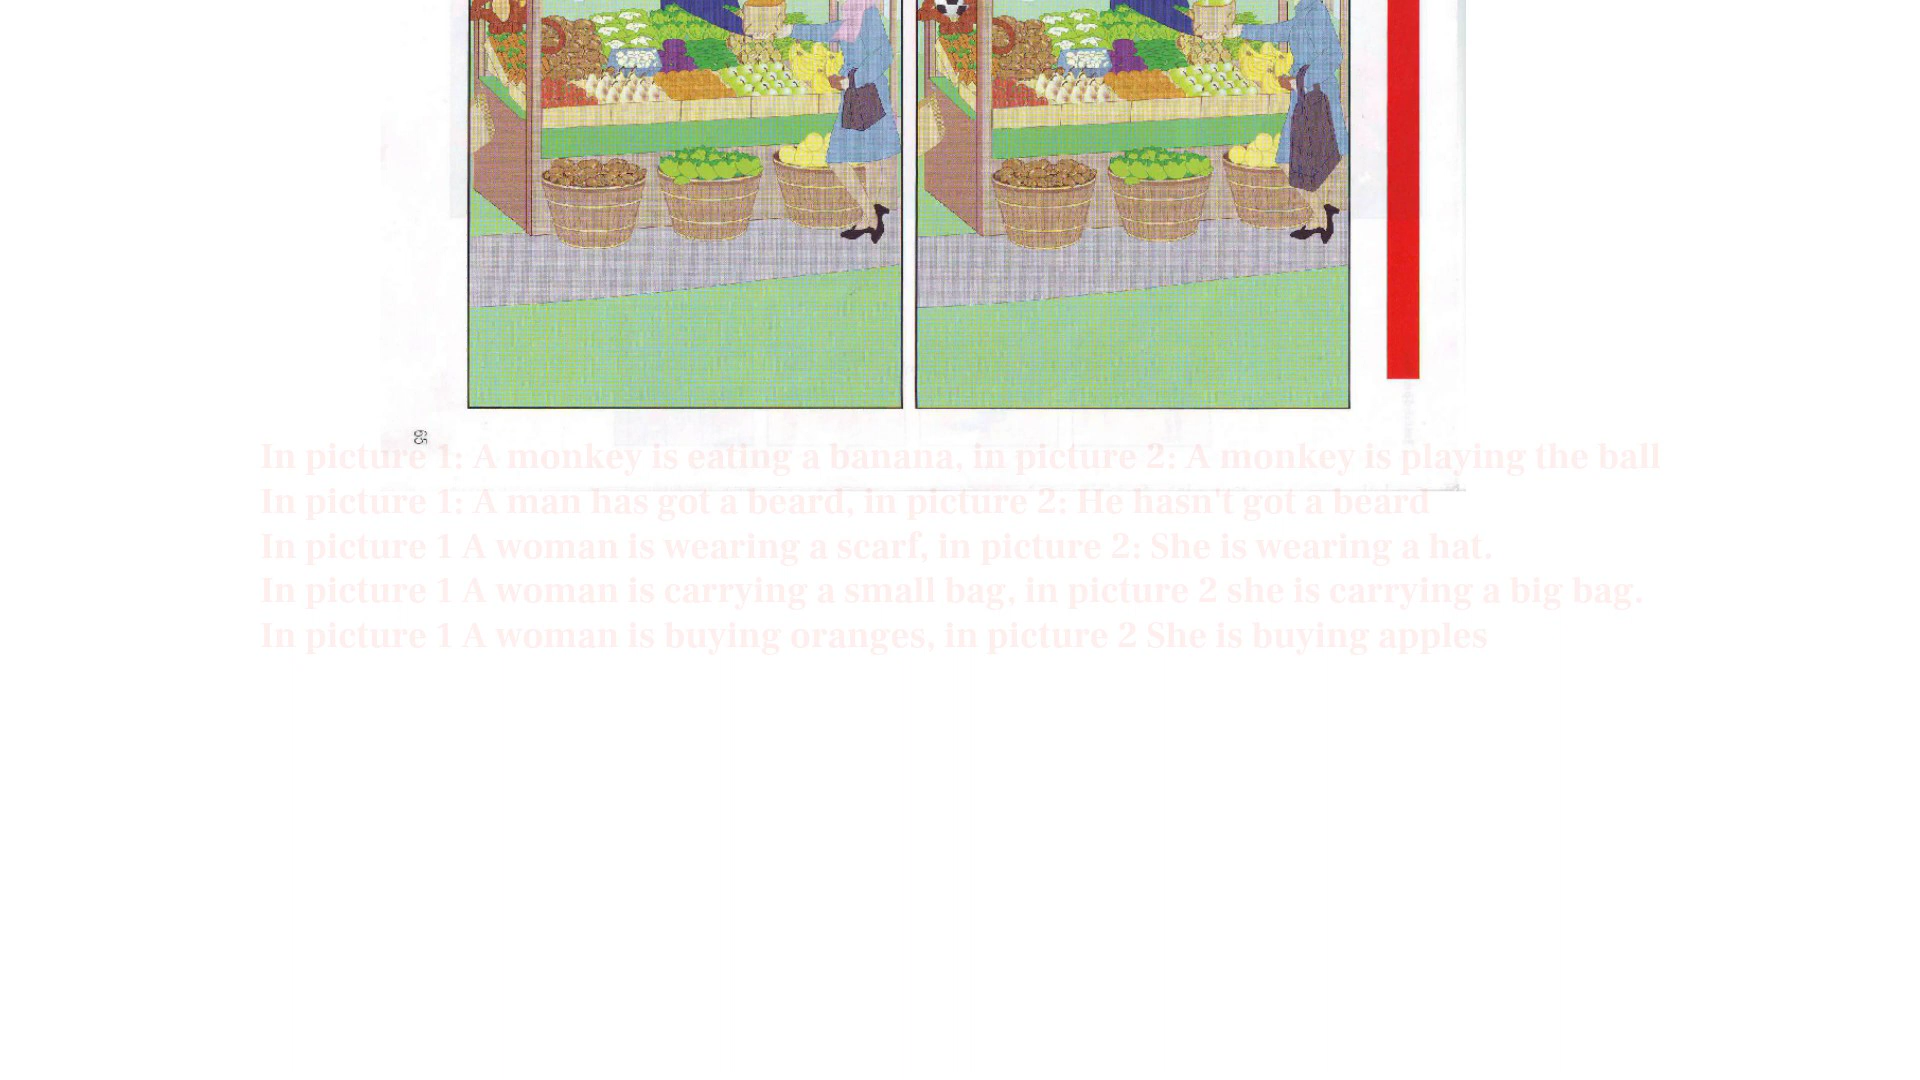 65
In picture 1: A monkey is eating a banana, in picture 2: A monkey is playing the ball
In picture 1: A man has got a beard, in picture 2: He hasn't got a beard
In picture 1 A woman is wearing a scarf, in picture 2: She is wearing a hat.
In picture 1 A woman is carrying a small bag, in picture 2 she is carrying a big bag.
In picture 1 A woman is buying oranges, in picture 2 She is buying apples